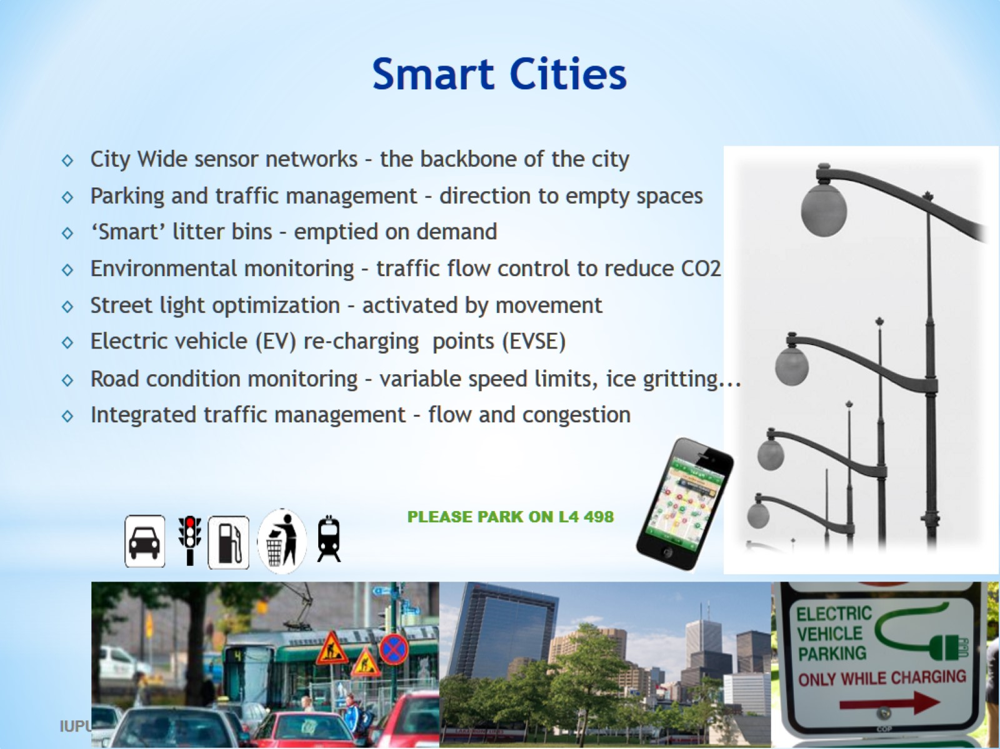 Smart Cities
City Wide sensor networks – the backbone of the city
Parking and traffic management – direction to empty spaces
‘Smart’ litter bins – emptied on demand
Environmental monitoring – traffic flow control to reduce CO2
Street light optimization – activated by movement
Electric vehicle (EV) re-charging  points (EVSE)
Road condition monitoring – variable speed limits, ice gritting...
Integrated traffic management – flow and congestion
PLEASE PARK ON L4 498
4
ELECTRIC
VEHICLE
PARKING
ONLY WHILE CHARGING
COP